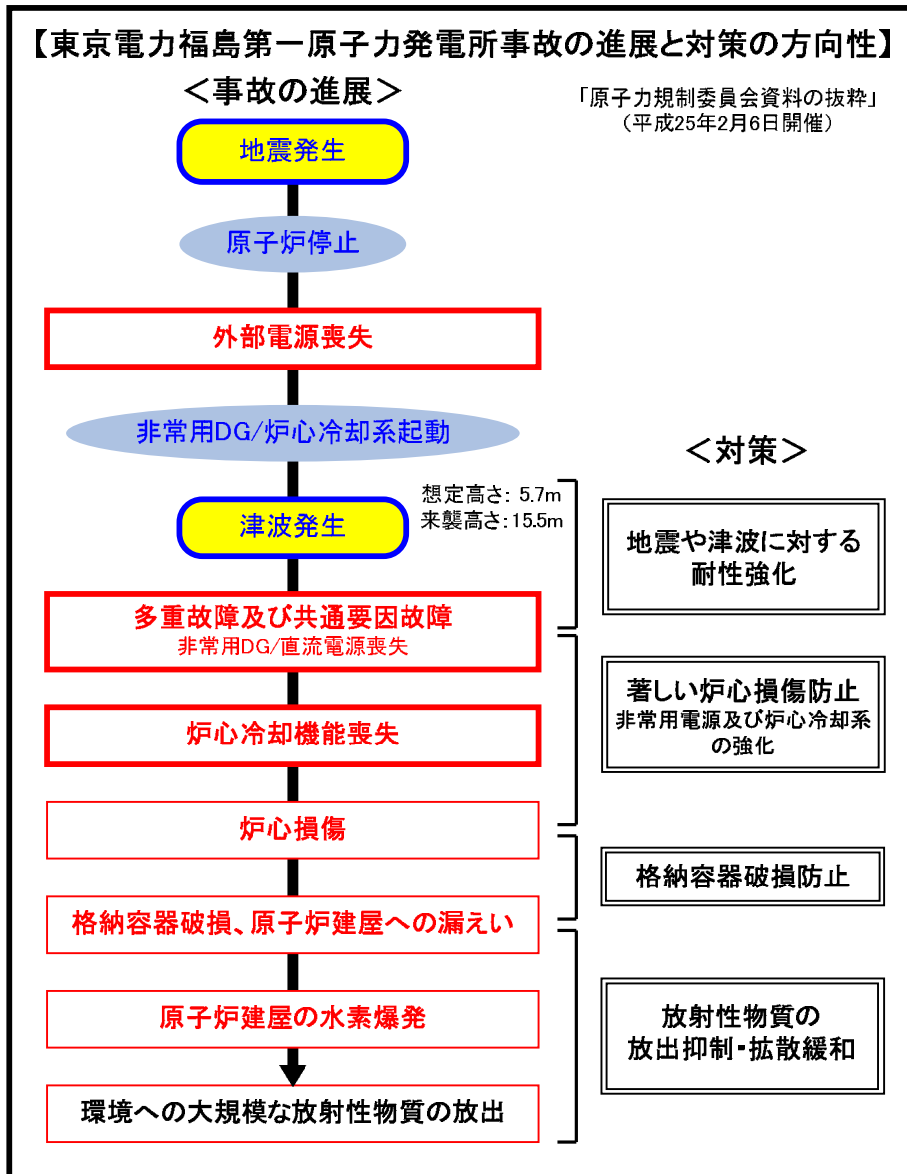 【東京電力福島第一原子力発電所事故の進展と対策の方向性】
＜事故の進展＞
「原子力規制委員会資料の抜粋」
（平成25年2月6日開催）
地震発生
原子炉停止
外部電源喪失
非常用DG/炉心冷却系起動
＜対策＞
想定高さ: 5.7m
来襲高さ: 15.5m
津波発生
地震や津波に対する
耐性強化
多重故障及び共通要因故障
非常用DG/直流電源喪失
著しい炉心損傷防止
非常用電源及び炉心冷却系
の強化
炉心冷却機能喪失
炉心損傷
格納容器破損防止
格納容器破損、原子炉建屋への漏えい
原子炉建屋の水素爆発
放射性物質の
放出抑制・拡散緩和
環境への大規模な放射性物質の放出